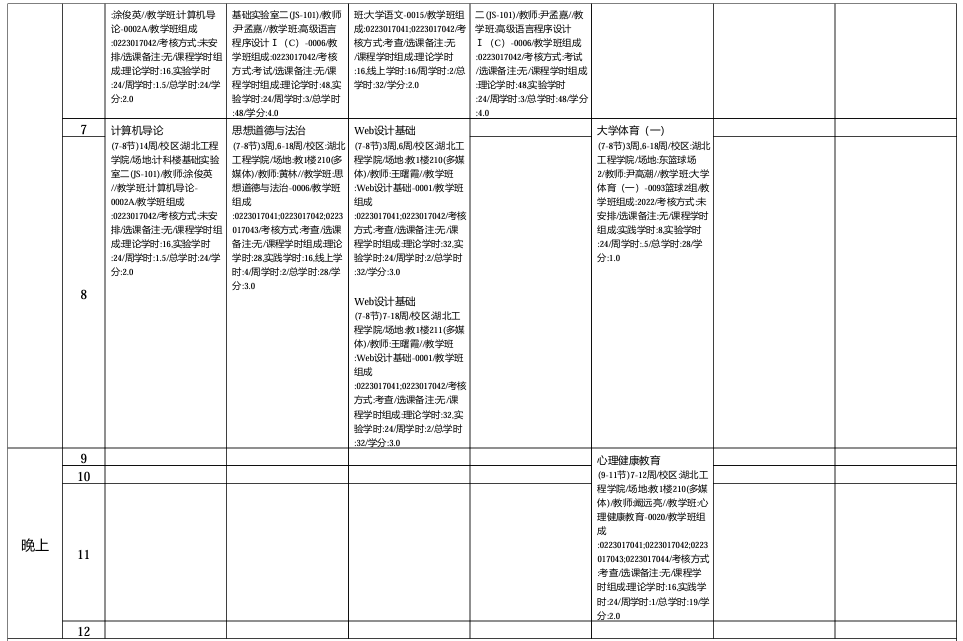 :涂俊英//教学班:计算机导
论-0002A/教学班组成
:0223017042/考核方式:未安
排/选课备注:无/课程学时组
成:理论学时:16,实验学时
:24/周学时:1.5/总学时:24/学
分:2.0
基础实验室二(JS-101)/教师
:尹孟嘉//教学班:高级语言
程序设计Ⅰ（C）-0006/教
学班组成:0223017042/考核
方式:考试/选课备注:无/课
程学时组成:理论学时:48,实
验学时:24/周学时:3/总学时
:48/学分:4.0
班:大学语文-0015/教学班组
成:0223017041;0223017042/考
核方式:考查/选课备注:无
/课程学时组成:理论学时
:16,线上学时:16/周学时:2/总
学时:32/学分:2.0
二(JS-101)/教师:尹孟嘉//教
学班:高级语言程序设计
Ⅰ（C）-0006/教学班组成
:0223017042/考核方式:考试
/选课备注:无/课程学时组成
:理论学时:48,实验学时
:24/周学时:3/总学时:48/学分
:4.0
7
8
计算机导论
(7-8节)14周/校区:湖北工程
学院/场地:计科楼基础实验
室二(JS-101)/教师:涂俊英
//教学班:计算机导论-
0002A/教学班组成
:0223017042/考核方式:未安
排/选课备注:无/课程学时组
成:理论学时:16,实验学时
:24/周学时:1.5/总学时:24/学
分:2.0
思想道德与法治
(7-8节)3周,6-18周/校区:湖北
工程学院/场地:教1楼210(多
媒体)/教师:黄林//教学班:思
想道德与法治-0006/教学班
组成
:0223017041;0223017042;0223
017043/考核方式:考查/选课
备注:无/课程学时组成:理论
学时:28,实践学时:16,线上学
时:4/周学时:2/总学时:28/学
分:3.0
Web设计基础
(7-8节)3周,6周/校区:湖北工
程学院/场地:教1楼210(多媒
体)/教师:王曙霞//教学班
:Web设计基础-0001/教学班
组成
:0223017041;0223017042/考核
方式:考查/选课备注:无/课
程学时组成:理论学时:32,实
验学时:24/周学时:2/总学时
:32/学分:3.0
Web设计基础
(7-8节)7-18周/校区:湖北工
程学院/场地:教1楼211(多媒
体)/教师:王曙霞//教学班
:Web设计基础-0001/教学班
组成
:0223017041;0223017042/考核
方式:考查/选课备注:无/课
程学时组成:理论学时:32,实
验学时:24/周学时:2/总学时
:32/学分:3.0
大学体育（一）
(7-8节)3周,6-18周/校区:湖北
工程学院/场地:东篮球场
2/教师:尹高潮//教学班:大学
体育（一）-0093篮球2组/教
学班组成:2022/考核方式:未
安排/选课备注:无/课程学时
组成:实践学时:8,实验学时
:24/周学时:.5/总学时:28/学
分:1.0
晚上
9
10
11
12
心理健康教育
(9-11节)7-12周/校区:湖北工
程学院/场地:教1楼210(多媒
体)/教师:阚远亮//教学班:心
理健康教育-0020/教学班组
成
:0223017041;0223017042;0223
017043;0223017044/考核方式
:考查/选课备注:无/课程学
时组成:理论学时:16,实践学
时:24/周学时:1/总学时:19/学
分:2.0